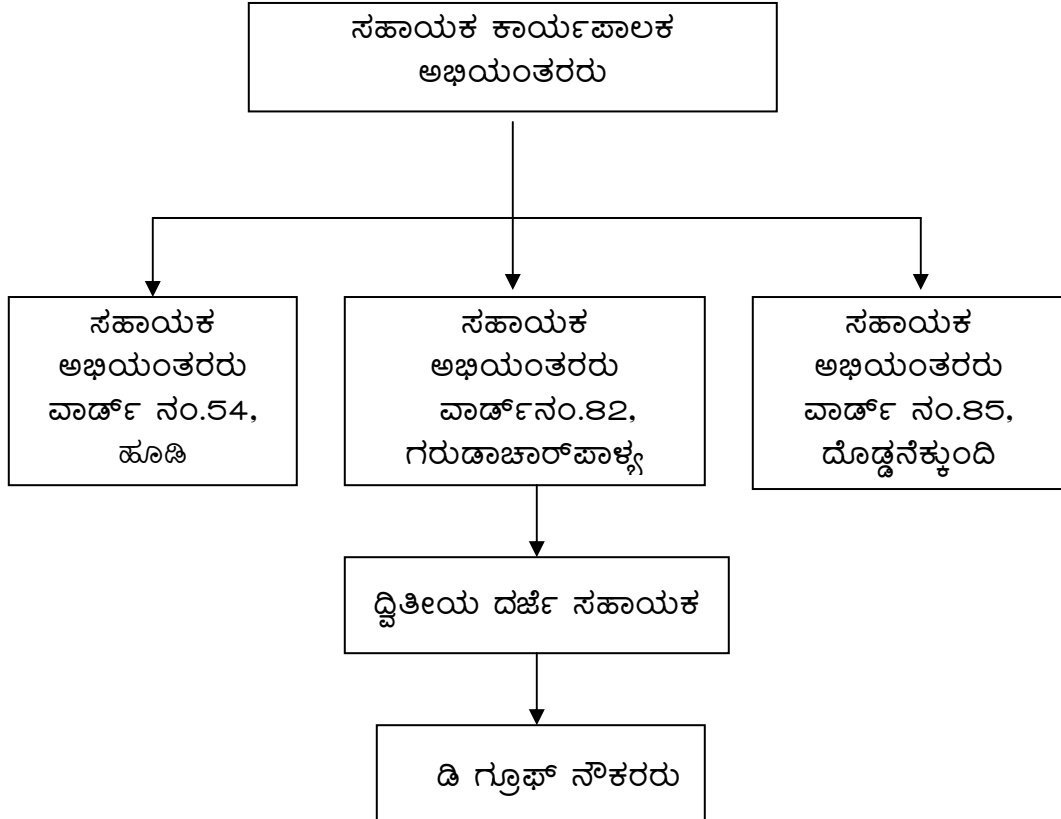 ಸಹಾಯಕ ಕಾರ್ಯಪಾಲಕ
ಅಭಿಯಂತರರು
ಸಹಾಯಕ
ಅಭಿಯಂತರರು
ವಾರ್ಡ್ ನಂ.54,
ಹೂಡಿ
ಸಹಾಯಕ
ಅಭಿಯಂತರರು
ವಾರ್ಡ್‌ನಂ.82,
ಗರುಡಾಚಾರ್‌ಪಾಳ್ಯ
ಸಹಾಯಕ
ಅಭಿಯಂತರರು
ವಾರ್ಡ್ ನಂ.85,
ದೊಡ್ಡನೆಕ್ಕುಂದಿ
ದ್ವಿತೀಯ ದರ್ಜೆ ಸಹಾಯಕ
ಡಿ ಗ್ರೂಫ್ ನೌಕರರು